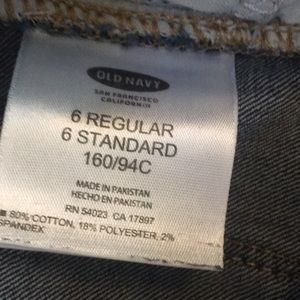 OLD NAVY
SAN FRANCISCO
CALIFORNIA
6 REGULAR
6 STANDARD
160/94C
MADE IN PAKISTAN
HECHO EN PAKISTAN
RN 54023 CA 17897
80% COTTON, 18% POLYESTER, 2%
SPANDEX